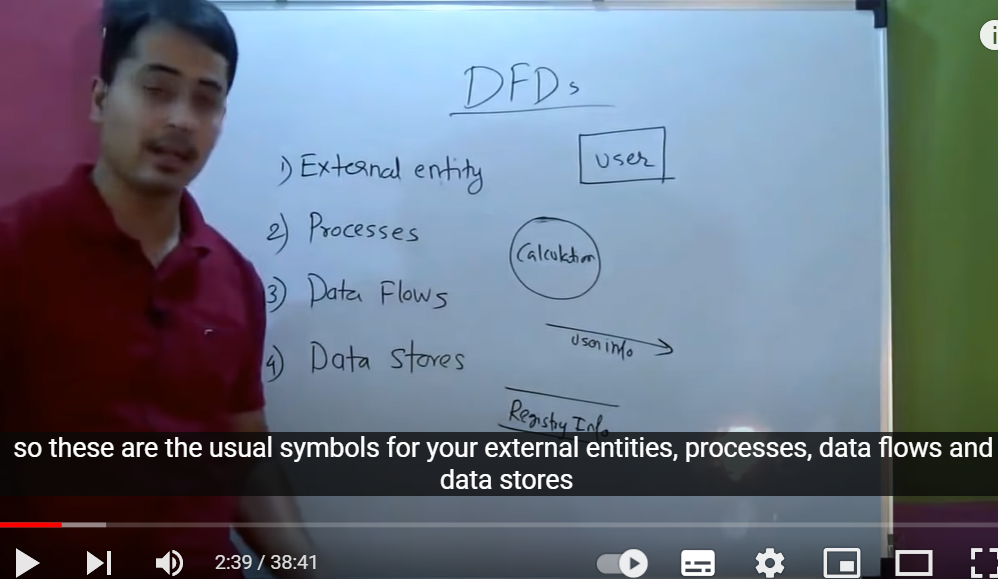 DFDs
1) External entity
User
2) Processes
Calculation
3) Data Flows
User info
4) Data Stores
Registry Info
so these are the usual symbols for your external entities, processes, data flows and
data stores
2:39 / 38:41
i